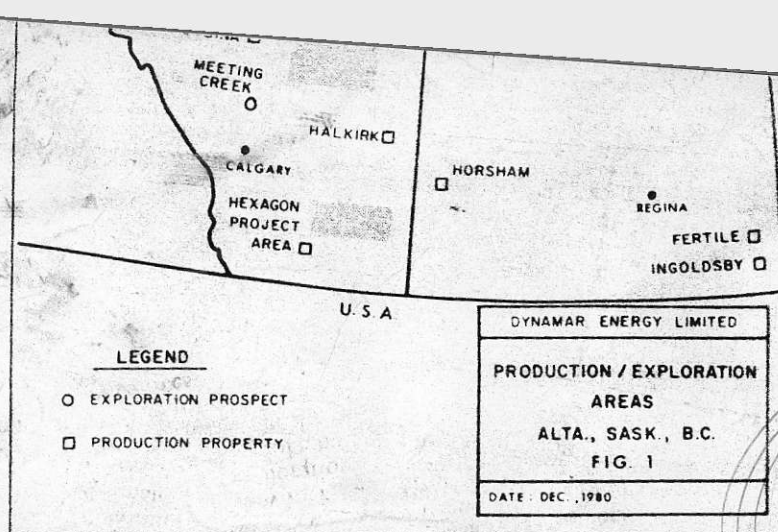 MEETING
CREEK
HALKIRK
CALGARY
HORSHAM
REGINA
HEXAGON
PROJECT
AREA
FERTILE
INGOLDSBY
U.S.A.
LEGEND
EXPLORATION PROSPECT
PRODUCTION PROPERTY
DYNAMAR ENERGY LIMITED
PRODUCTION / EXPLORATION
AREAS
ALTA., SASK., B.C.
FIG. 1
DATE: DEC., 1980